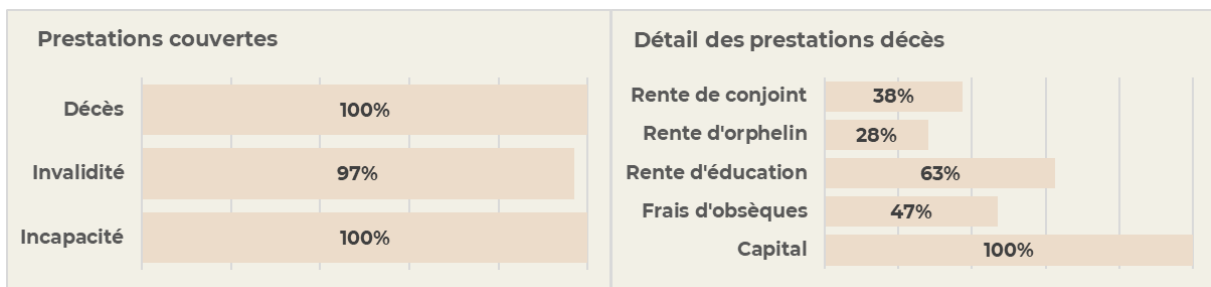 Prestations couvertes
Décès 100%
Invalidité 97%
Incapacité 100%
Détail des prestations décès
Rente de conjoint 38%
Rente d'orphelin 28%
Rente d'éducation 63%
Frais d'obsèques 47%
Capital 100%